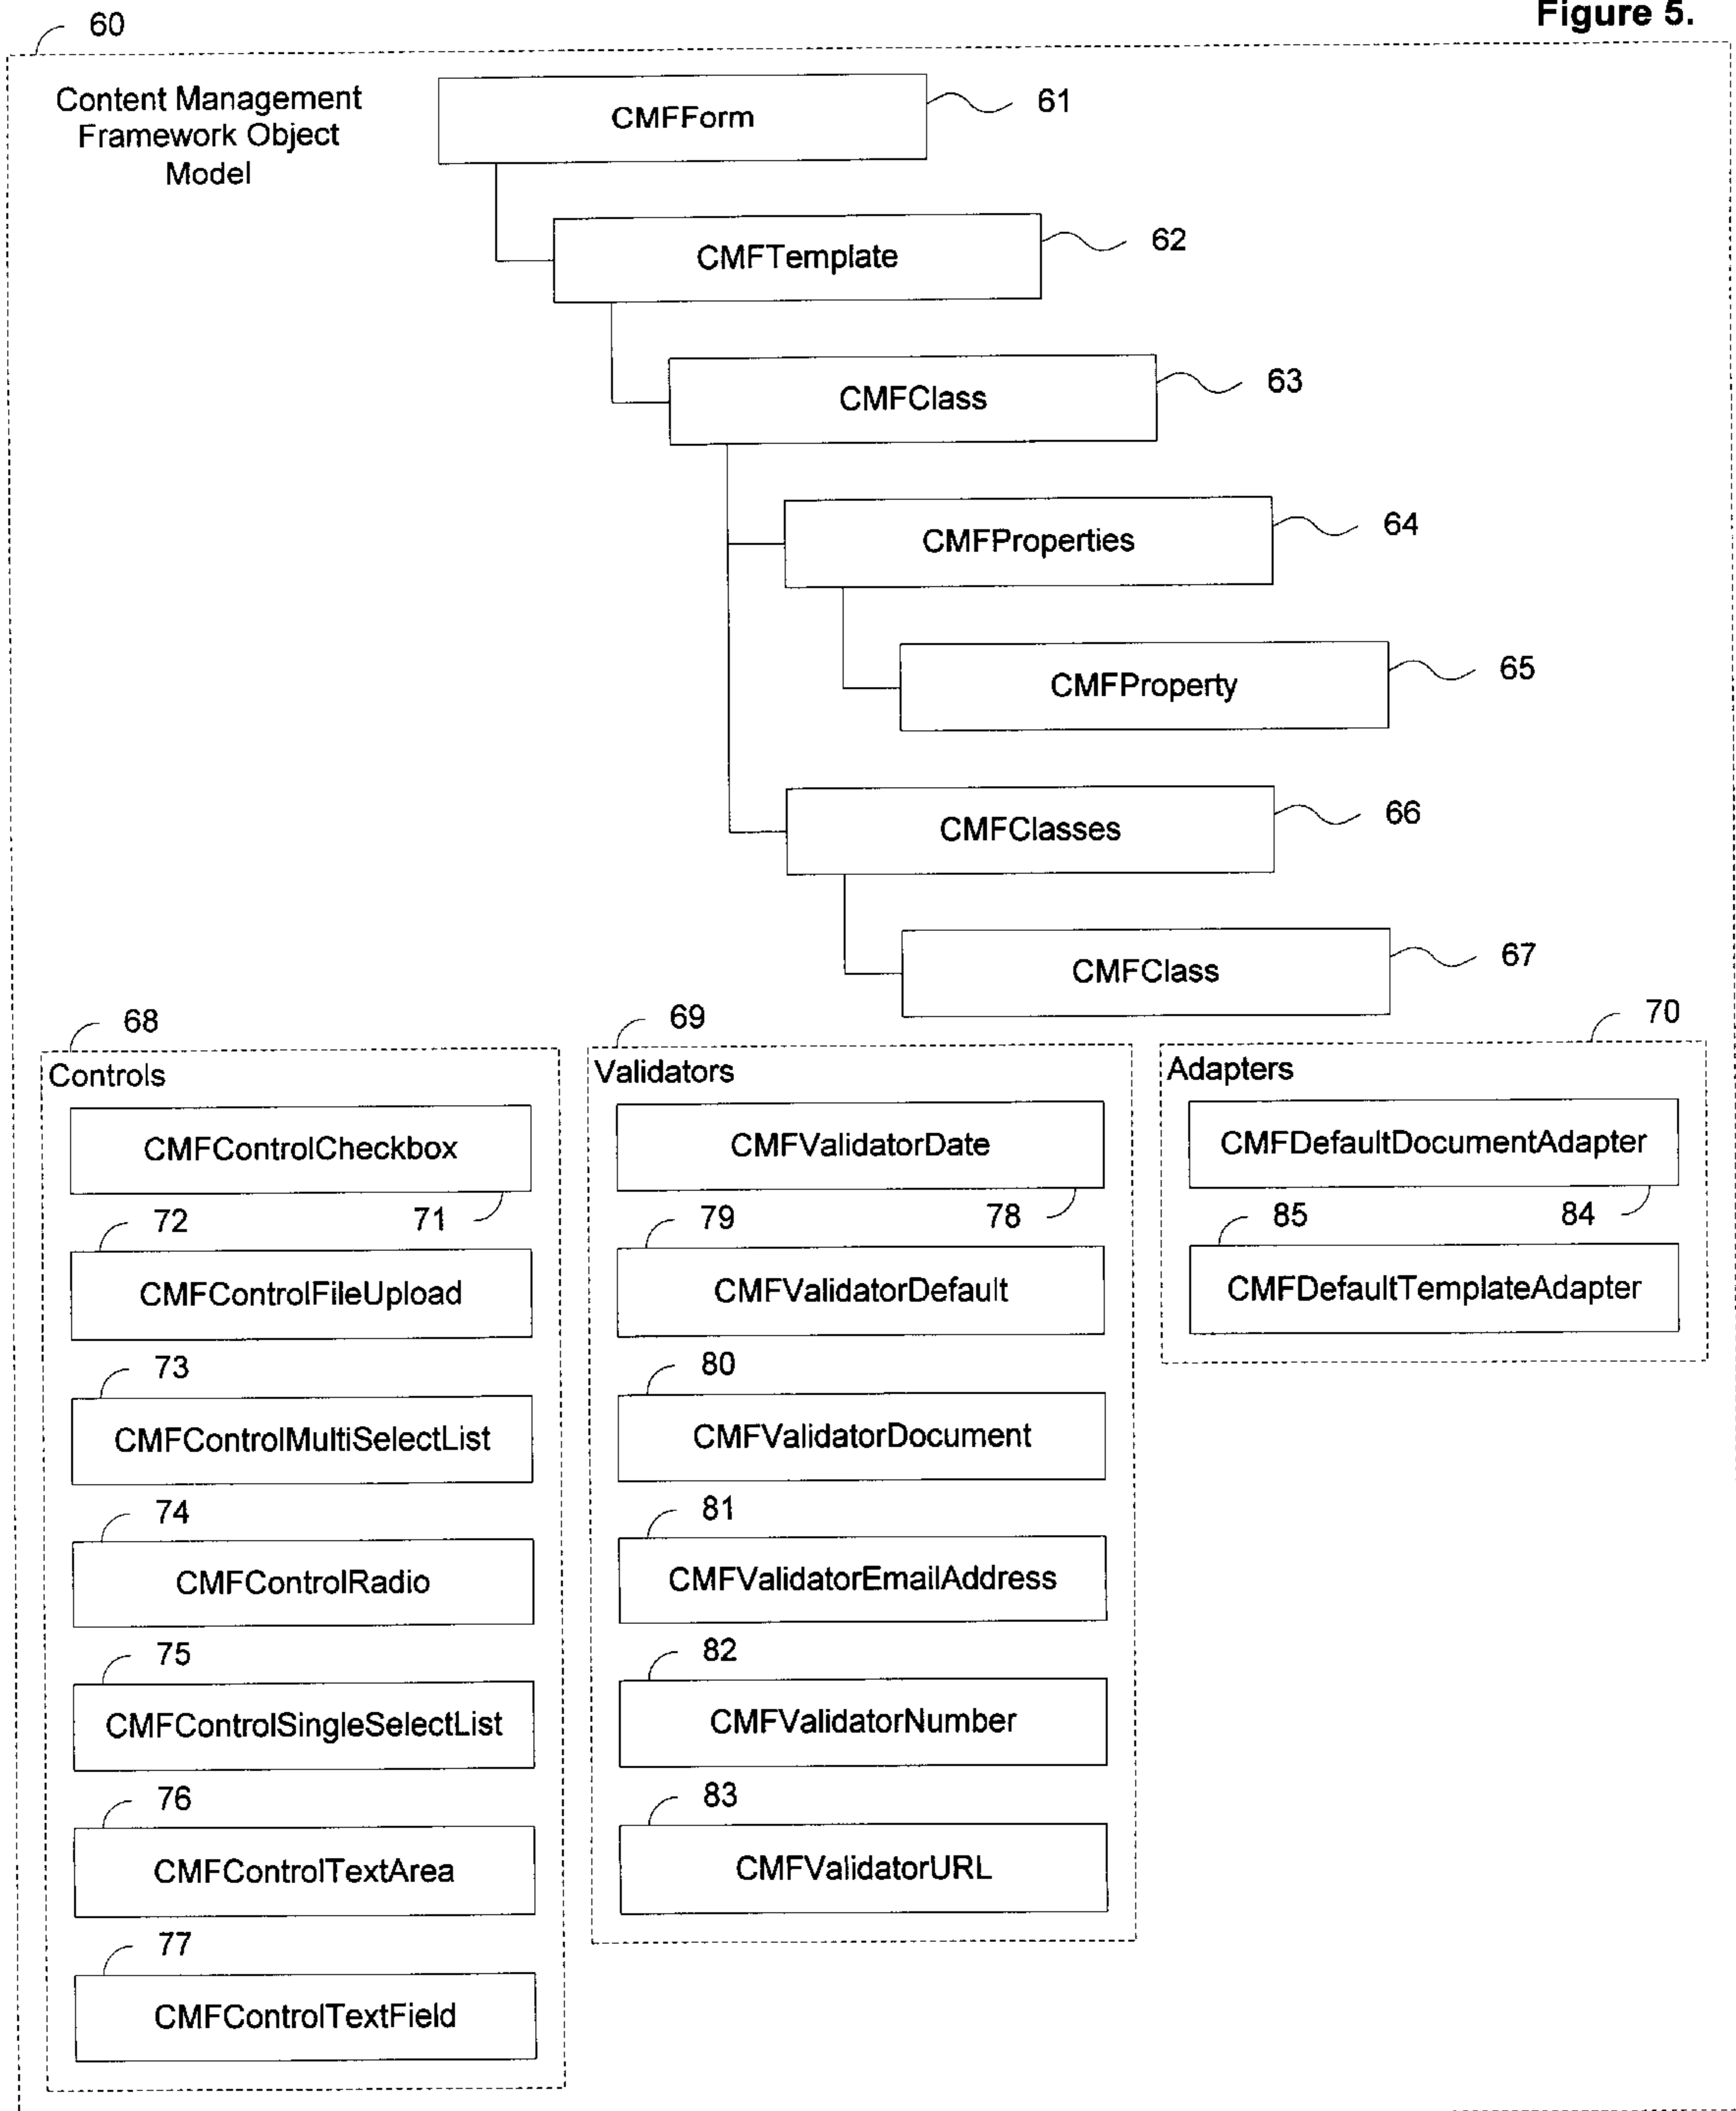 Figure 5.
60
Content Management
Framework Object
Model
CMFForm
61
CMFTemplate
62
CMFClass
63
CMFProperties
64
CMFProperty
65
CMFClasses
66
CMFClass
67
68
Controls
CMFControlCheckbox
71
72
CMFControlFileUpload
73
CMFControlMultiSelectList
74
CMFControlRadio
75
CMFControlSingleSelectList
76
CMFControlTextArea
77
CMFControlTextField
69
Validators
CMFValidatorDate
78
79
CMFValidatorDefault
80
CMFValidatorDocument
81
CMFValidatorEmailAddress
82
CMFValidatorNumber
83
CMFValidatorURL
70
Adapters
CMFDefaultDocumentAdapter
84
85
CMFDefaultTemplateAdapter